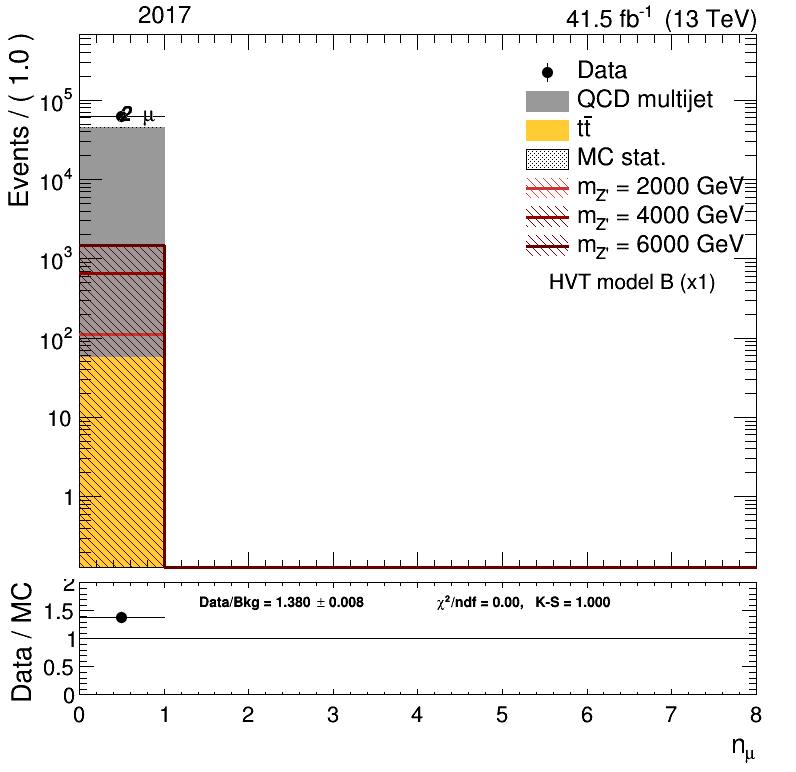 2017
41.5 fb⁻¹ (13 TeV)
Events / ( 1.0 )
10⁵
10⁴
10³
10²
10
1
2 μ
Data
QCD multijet
tt̄
MC stat.
m_Z' = 2000 GeV
m_Z' = 4000 GeV
m_Z' = 6000 GeV
HVT model B (x1)
Data / MC
2
1.5
1
0.5
0
Data/Bkg = 1.380 ± 0.008
χ²/ndf = 0.00, K-S = 1.000
0 1 2 3 4 5 6 7 8
n_μ